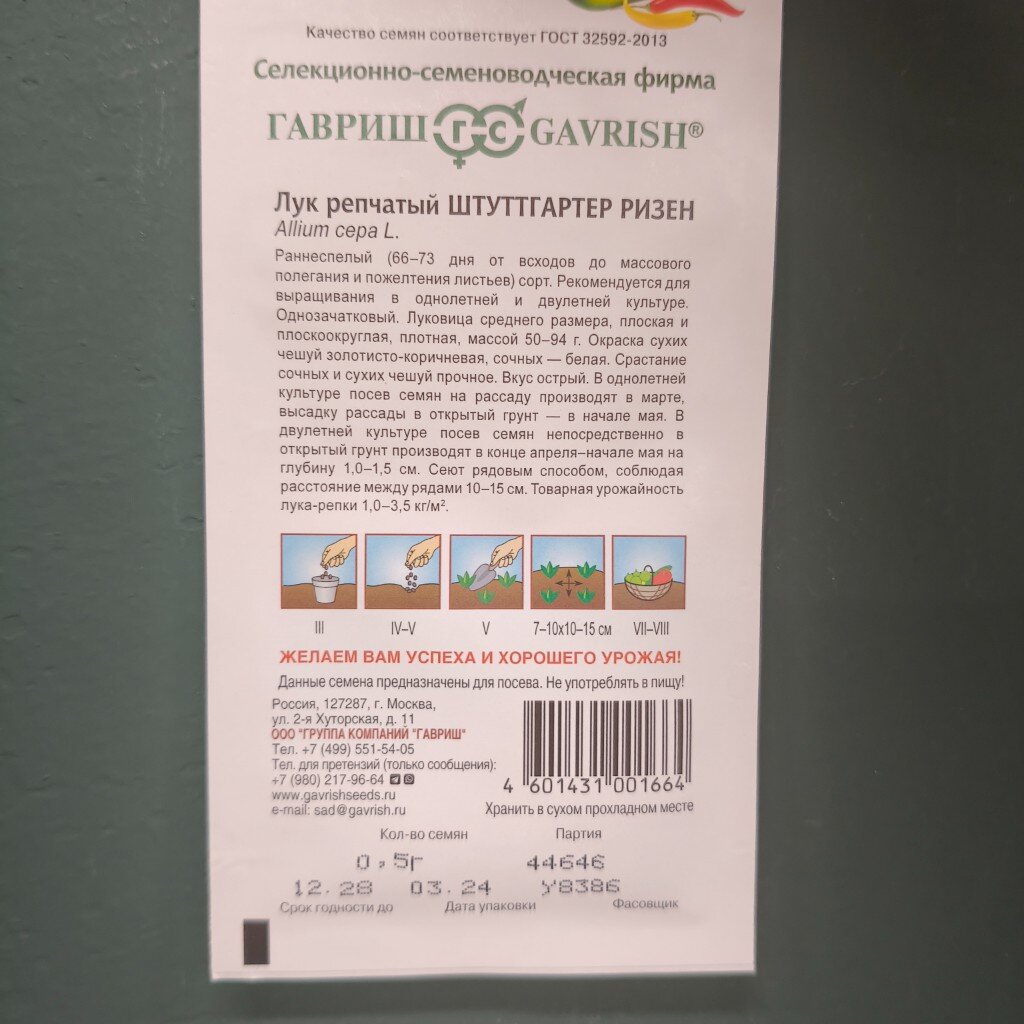 Качество семян соответствует ГОСТ 32592-2013
Селекционно-семеноводческая фирма
ГАВРИШ ГС GAVRISH®
Лук репчатый ШТУТТГАРТЕР РИЗЕН
Allium cepa L.
Раннеспелый (66–73 дня от всходов до массового
полегания и пожелтения листьев) сорт. Рекомендуется для
выращивания в однолетней и двулетней культуре.
Однозачатковый. Луковица среднего размера, плоская и
плоскоокруглая, плотная, массой 50–94 г. Окраска сухих
чешуй золотисто-коричневая, сочных — белая. Срастание
сочных и сухих чешуй прочное. Вкус острый. В однолетней
культуре посев семян на рассаду производят в марте,
высадку рассады в открытый грунт — в начале мая. В
двулетней культуре посев семян непосредственно в
открытый грунт производят в конце апреля–начале мая на
глубину 1,0–1,5 см. Сеют рядовым способом, соблюдая
расстояние между рядами 10–15 см. Товарная урожайность
лука-репки 1,0–3,5 кг/м².
III IV–V V 7–10х10–15 см VII–VIII
ЖЕЛАЕМ ВАМ УСПЕХА И ХОРОШЕГО УРОЖАЯ!
Данные семена предназначены для посева. Не употреблять в пищу!
Россия, 127287, г. Москва,
ул. 2-я Хуторская, д. 11
ООО "ГРУППА КОМПАНИЙ "ГАВРИШ"
Тел. +7 (499) 551-54-05
Тел. для претензий (только сообщения):
+7 (980) 217-96-64
www.gavrishseeds.ru
e-mail: sad@gavrish.ru
4 601431 001664
Хранить в сухом прохладном месте
Кол-во семян Партия
0,5г 44646
12.28 03.24 У8386
Срок годности до Дата упаковки Фасовщик